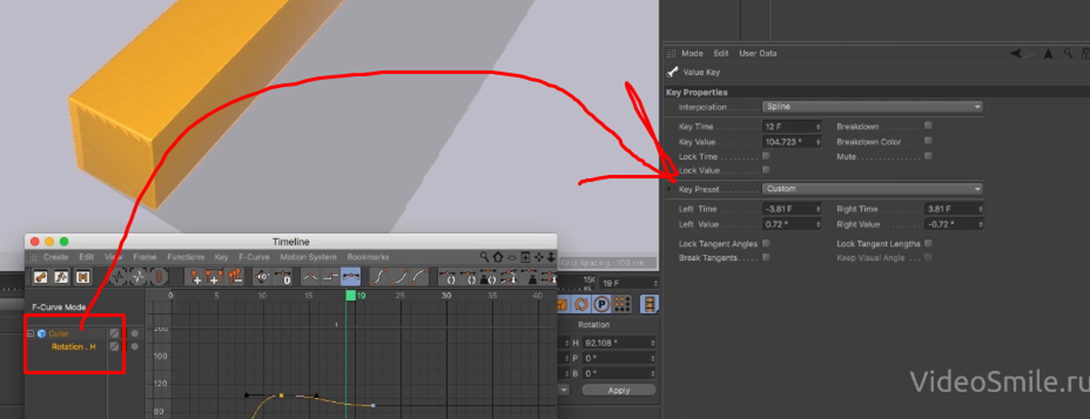 Mode Edit User Data
Value Key
Key Properties
Interpolation Spline
Key Time 12 F Breakdown
Key Value 104.723 ° Breakdown Color
Lock Time Mute
Lock Value
Key Preset Custom
Left Time -3.81 F Right Time 3.81 F
Left Value 0.72 ° Right Value -0.72 °
Lock Tangent Angles Lock Tangent Lengths
Break Tangents Keep Visual Angle
Timeline
Create Edit View Frame Functions Key F-Curve Motion System Bookmarks
Grid Spacing : 100 cm
19 F
0 5 10 15 19 25 30 35 40
F-Curve Mode
Cube
Rotation . H
200
160
120
80
Rotation
H 92.108 °
P 0 °
B 0 °
Apply
VideoSmile.ru